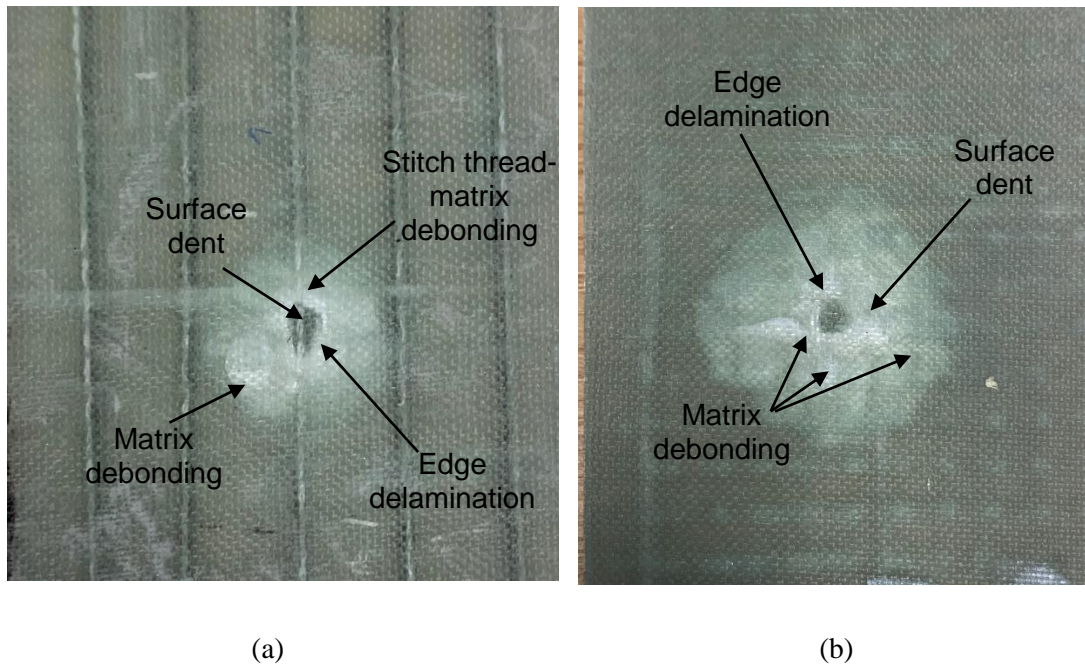 Stitch thread-
matrix
debonding
Surface
dent
Matrix
debonding
Edge
delamination
Edge
delamination
Surface
dent
Matrix
debonding
(a)
(b)